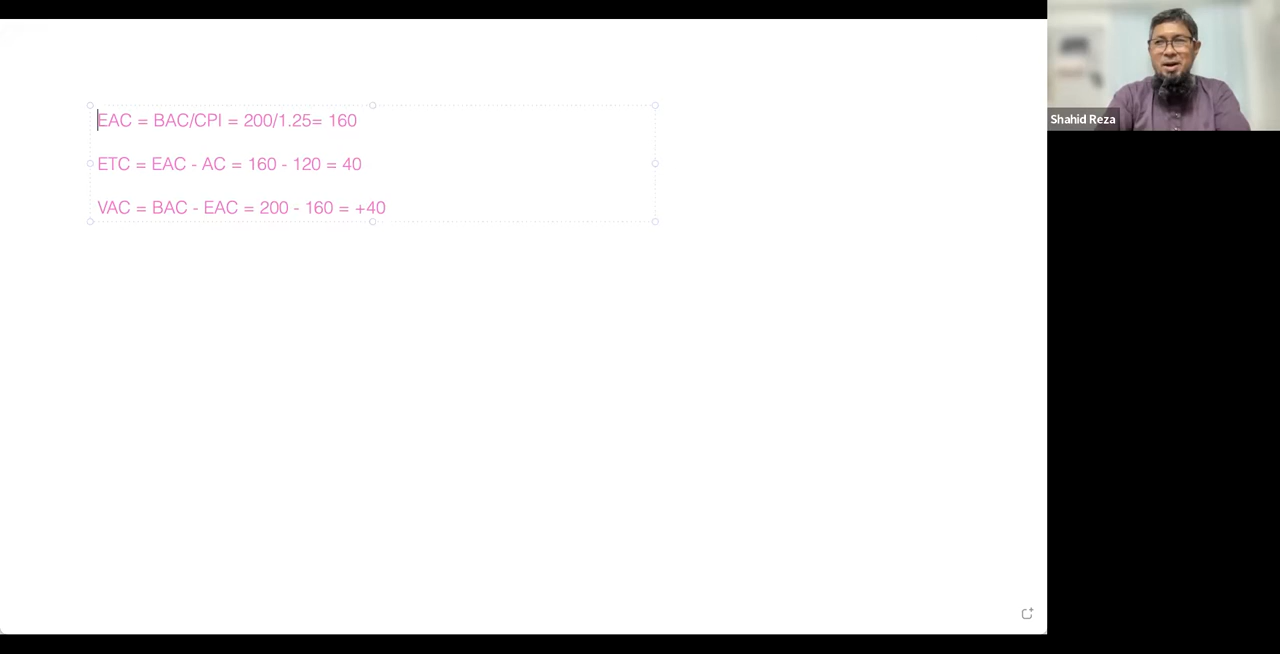 EAC = BAC/CPI = 200/1.25= 160
ETC = EAC - AC = 160 - 120 = 40
VAC = BAC - EAC = 200 - 160 = +40
Shahid Reza